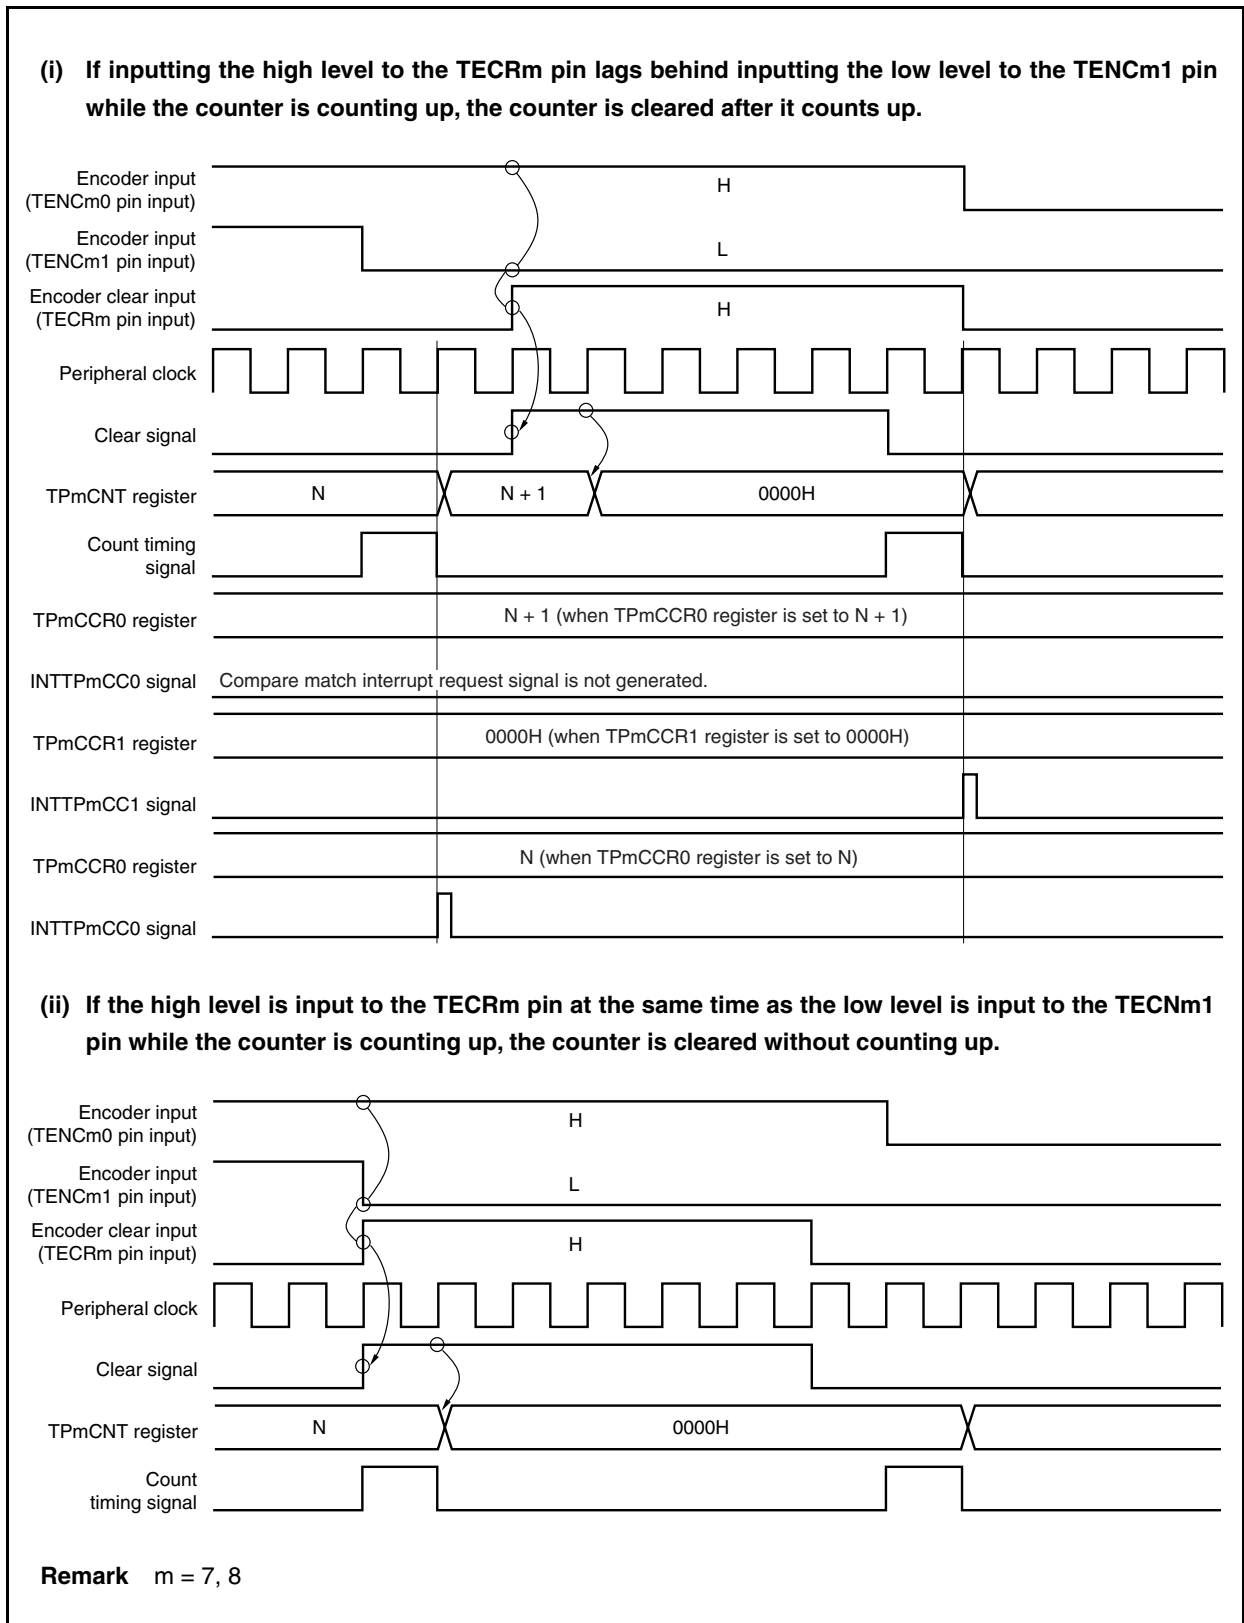 (i) If inputting the high level to the TECRm pin lags behind inputting the low level to the TENCm1 pin
while the counter is counting up, the counter is cleared after it counts up.
Encoder input
(TENCm0 pin input)
H
Encoder input
(TENCm1 pin input)
L
Encoder clear input
(TECRm pin input)
H
Peripheral clock
Clear signal
TPmCNT register
N
N + 1
0000H
Count timing
signal
TPmCCR0 register
N + 1 (when TPmCCR0 register is set to N + 1)
INTTPmCC0 signal
Compare match interrupt request signal is not generated.
TPmCCR1 register
0000H (when TPmCCR1 register is set to 0000H)
INTTPmCC1 signal
TPmCCR0 register
N (when TPmCCR0 register is set to N)
INTTPmCC0 signal
(ii) If the high level is input to the TECRm pin at the same time as the low level is input to the TECNm1
pin while the counter is counting up, the counter is cleared without counting up.
Encoder input
(TENCm0 pin input)
H
Encoder input
(TENCm1 pin input)
L
Encoder clear input
(TECRm pin input)
H
Peripheral clock
Clear signal
TPmCNT register
N
0000H
Count
timing signal
Remark m = 7, 8